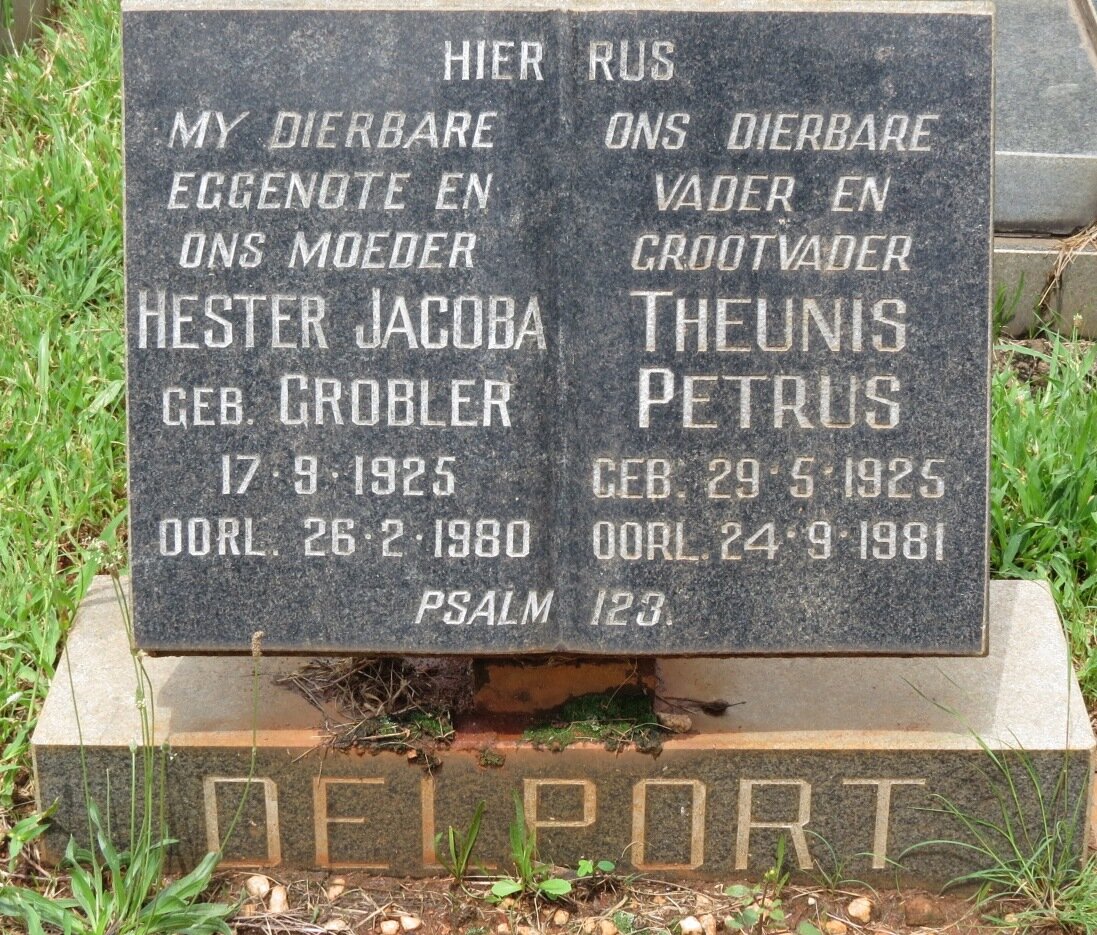 HIER RUS
MY DIERBARE
EGGENOTE EN
ONS MOEDER
HESTER JACOBA
GEB. GROBLER
17·9·1925
OORL. 26·2·1980
ONS DIERBARE
VADER EN
GROOTVADER
THEUNIS
PETRUS
GEB. 29·5·1925
OORL. 24·9·1981
PSALM 123.
DELPORT